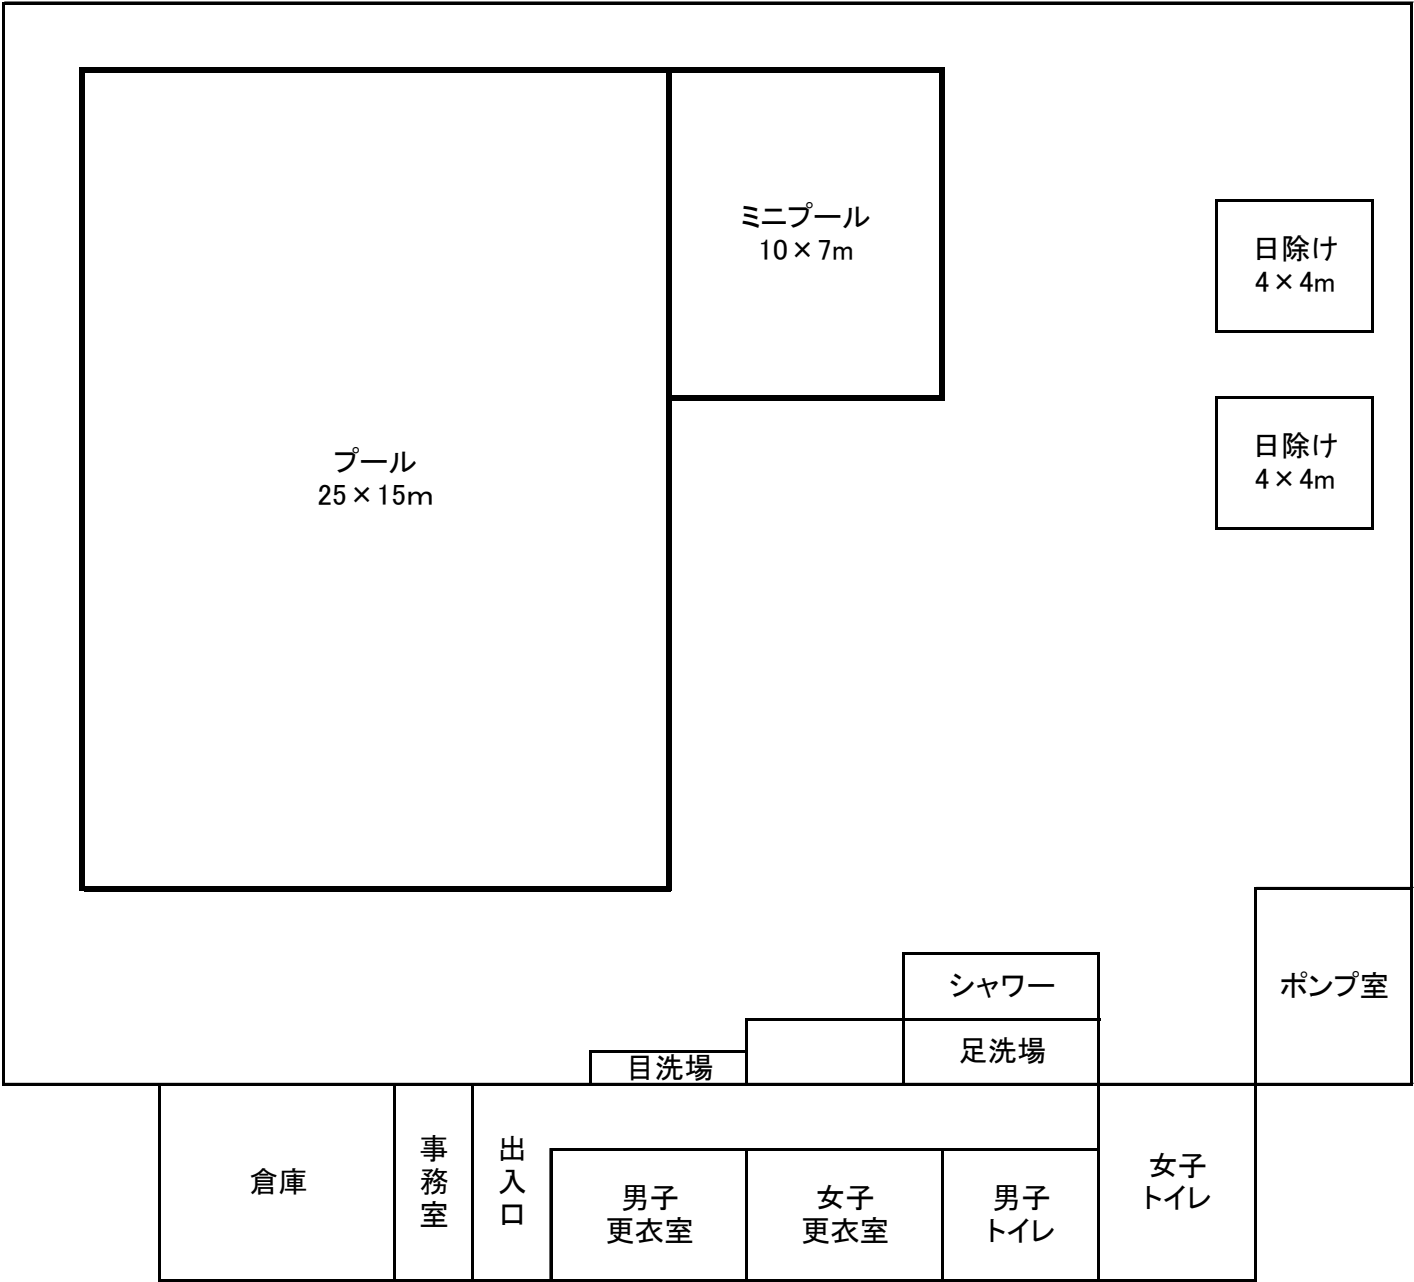 ミニプール
10×7m
日除け
4×4m
日除け
4×4m
プール
25×15m
シャワー
ポンプ室
足洗場
目洗場
倉庫
事務室
出入口
男子
更衣室
女子
更衣室
男子
トイレ
女子
トイレ